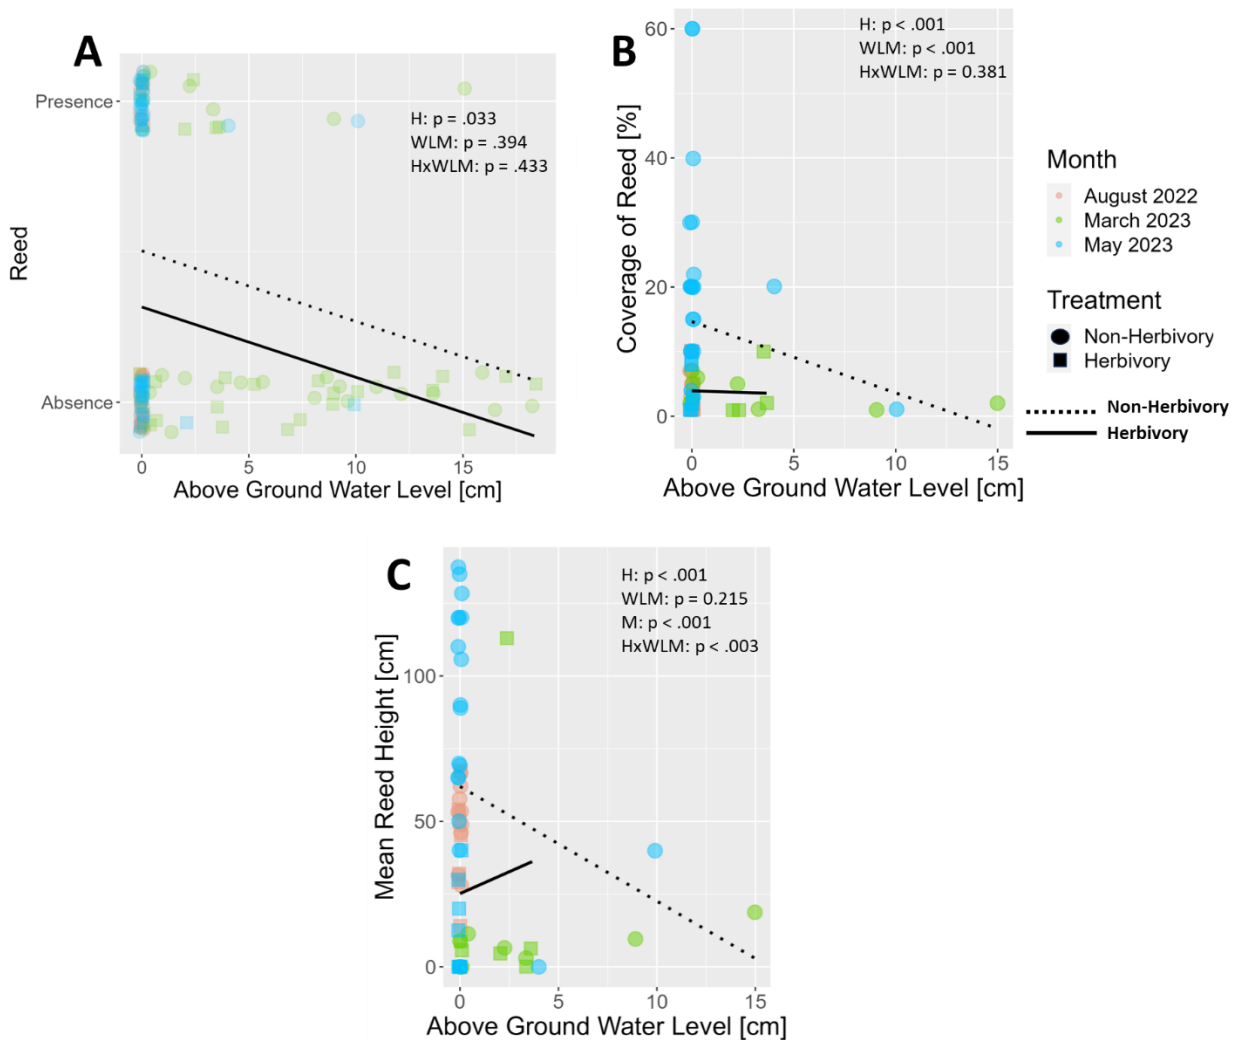 A
H: p = .033
WLM: p = .394
HxWLM: p = .433
Reed
Presence
Absence
0 5 10 15
Above Ground Water Level [cm]
B
H: p < .001
WLM: p < .001
HxWLM: p = 0.381
Coverage of Reed [%]
60
40
20
0
0 5 10 15
Above Ground Water Level [cm]
Month
August 2022
March 2023
May 2023
Treatment
Non-Herbivory
Herbivory
Non-Herbivory
Herbivory
C
H: p < .001
WLM: p = 0.215
M: p < .001
HxWLM: p < .003
Mean Reed Height [cm]
100
50
0
0 5 10 15
Above Ground Water Level [cm]